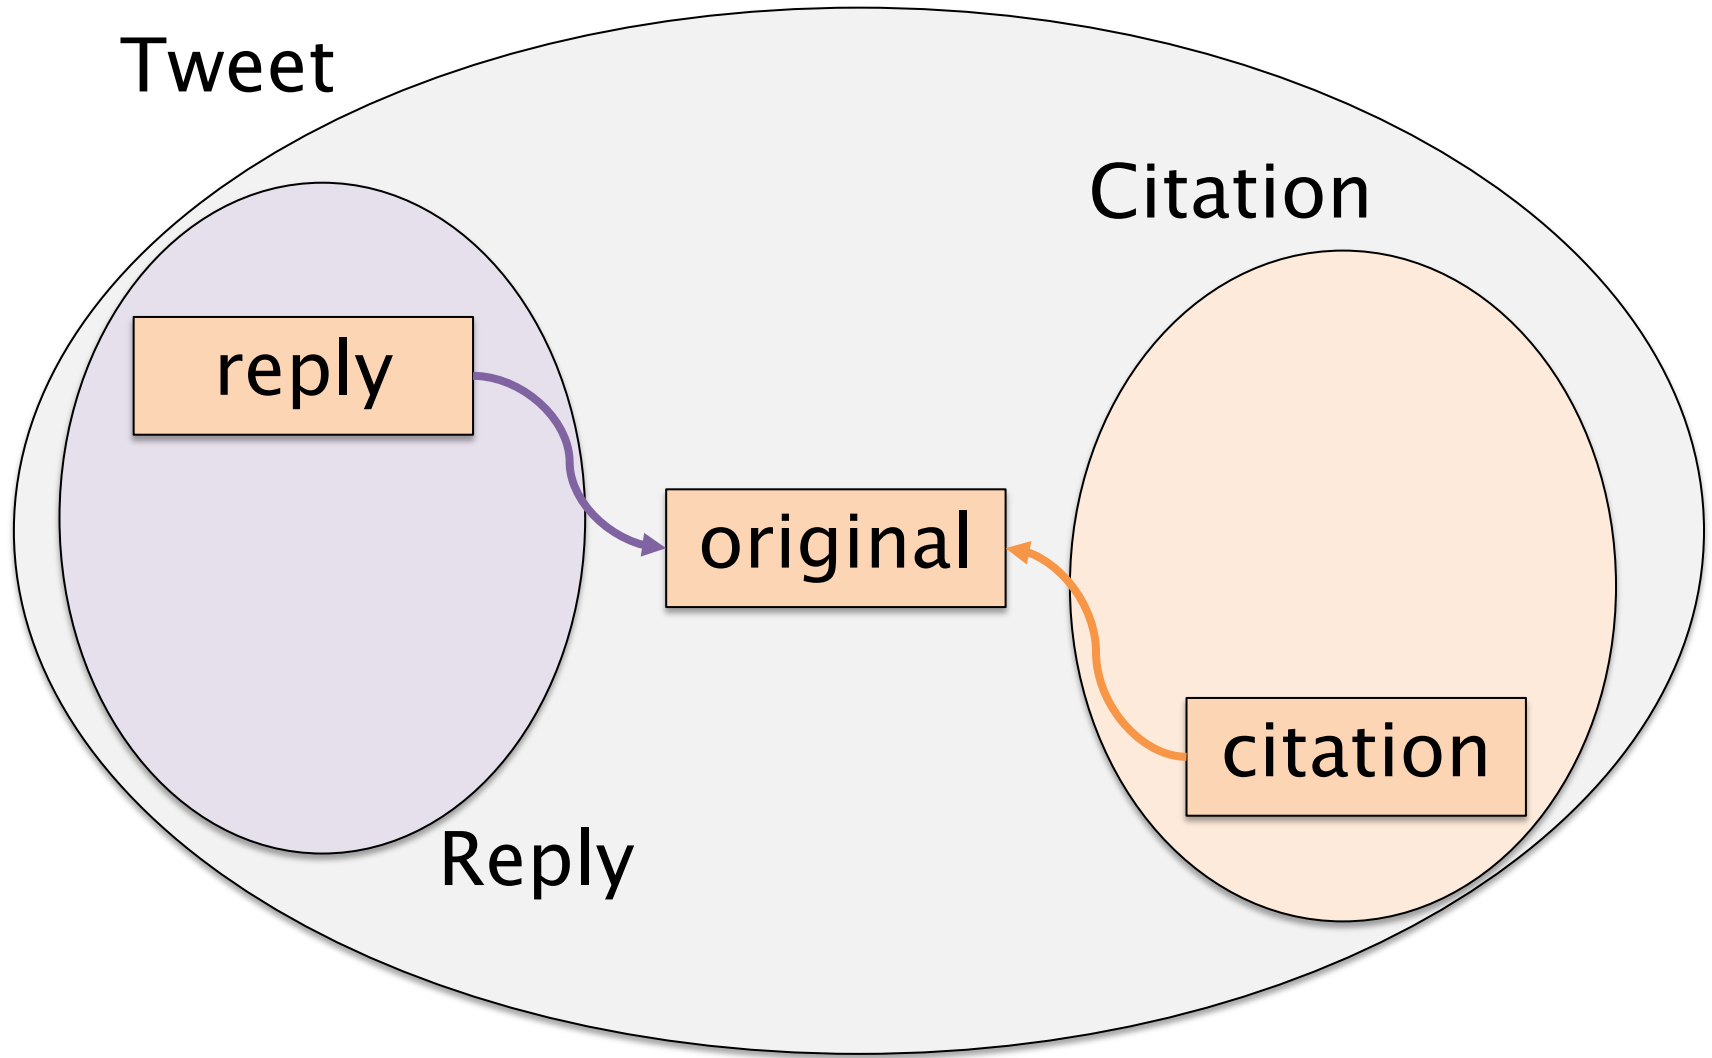 Tweet
Citation
reply
original
citation
Reply